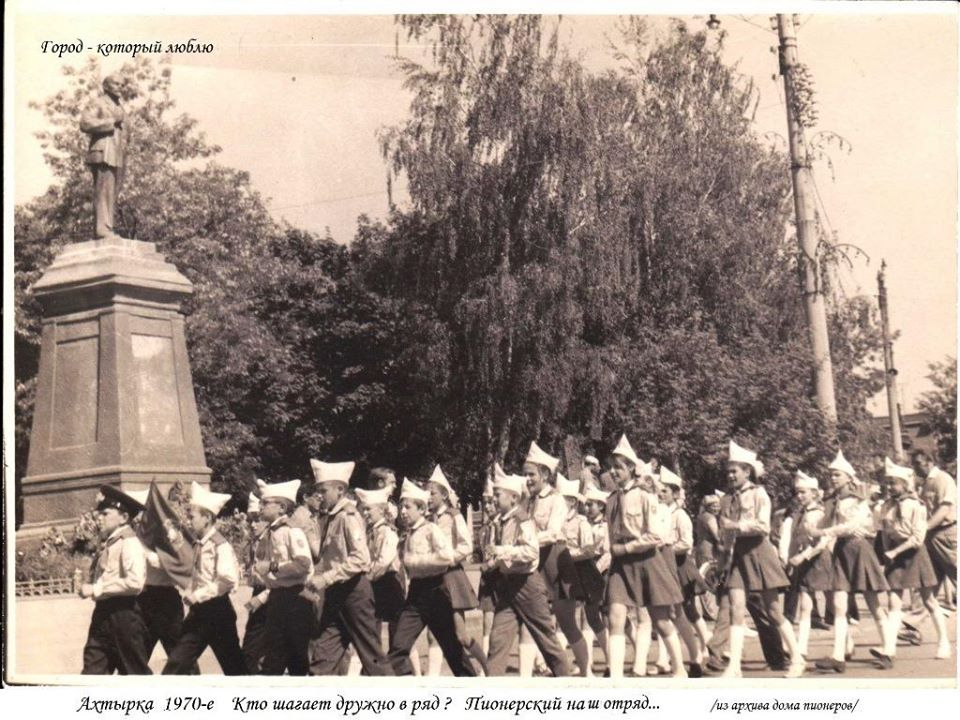 Город - который люблю
Ахтырка 1970-е Кто шагает дружно в ряд ? Пионерский наш отряд... /из архива дома пионеров/